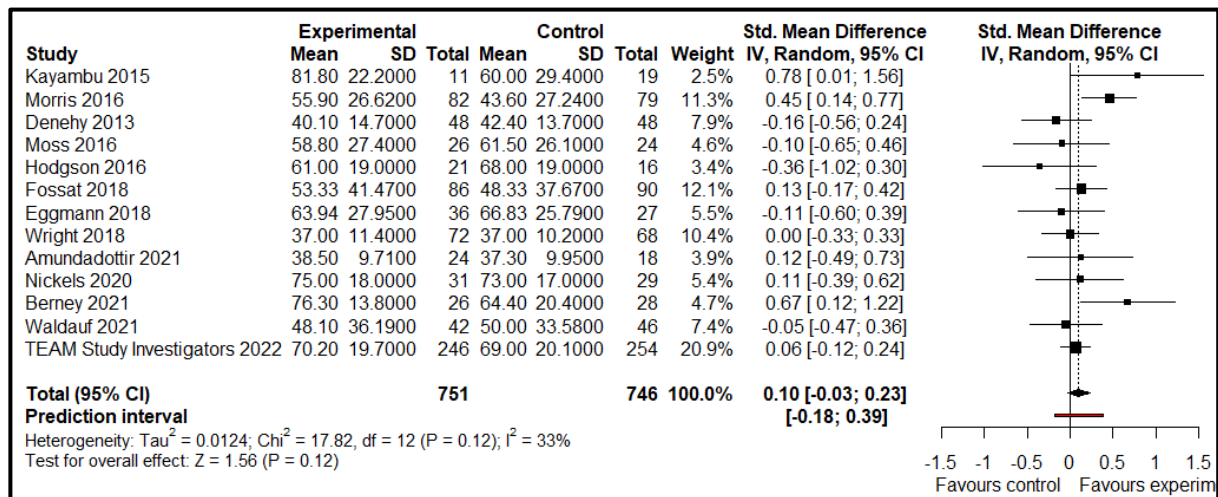 Experimental Control Std. Mean Difference Std. Mean Difference
Study Mean SD Total Mean SD Total Weight IV, Random, 95% CI IV, Random, 95% CI
Kayambu 2015 81.80 22.2000 11 60.00 29.4000 19 2.5% 0.78 [ 0.01; 1.56]
Morris 2016 55.90 26.6200 82 43.60 27.2400 79 11.3% 0.45 [ 0.14; 0.77]
Denehy 2013 40.10 14.7000 48 42.40 13.7000 48 7.9% -0.16 [-0.56; 0.24]
Moss 2016 58.80 27.4000 26 61.50 26.1000 24 4.6% -0.10 [-0.65; 0.46]
Hodgson 2016 61.00 19.0000 21 68.00 19.0000 16 3.4% -0.36 [-1.02; 0.30]
Fossat 2018 53.33 41.4700 86 48.33 37.6700 90 12.1% 0.13 [-0.17; 0.42]
Eggmann 2018 63.94 27.9500 36 66.83 25.7900 27 5.5% -0.11 [-0.60; 0.39]
Wright 2018 37.00 11.4000 72 37.00 10.2000 68 10.4% 0.00 [-0.33; 0.33]
Amundadottir 2021 38.50 9.7100 24 37.30 9.9500 18 3.9% 0.12 [-0.49; 0.73]
Nickels 2020 75.00 18.0000 31 73.00 17.0000 29 5.5% 0.11 [-0.39; 0.62]
Berney 2021 76.30 13.8000 26 64.40 20.4000 28 4.7% 0.67 [ 0.12; 1.22]
Waldauf 2021 48.10 36.1900 42 50.00 33.5800 46 7.4% -0.05 [-0.47; 0.36]
TEAM Study Investigators 2022 70.20 19.7000 246 69.00 20.1000 254 20.9% 0.06 [-0.12; 0.24]
Total (95% CI) 751 746 100.0% 0.10 [-0.03; 0.23]
Prediction interval [-0.18; 0.39]
Heterogeneity: Tau² = 0.0124; Chi² = 17.82, df = 12 (P = 0.12); I² = 33%
Test for overall effect: Z = 1.56 (P = 0.12)
-1.5 -1 -0.5 0 0.5 1 1.5
Favours control Favours experim